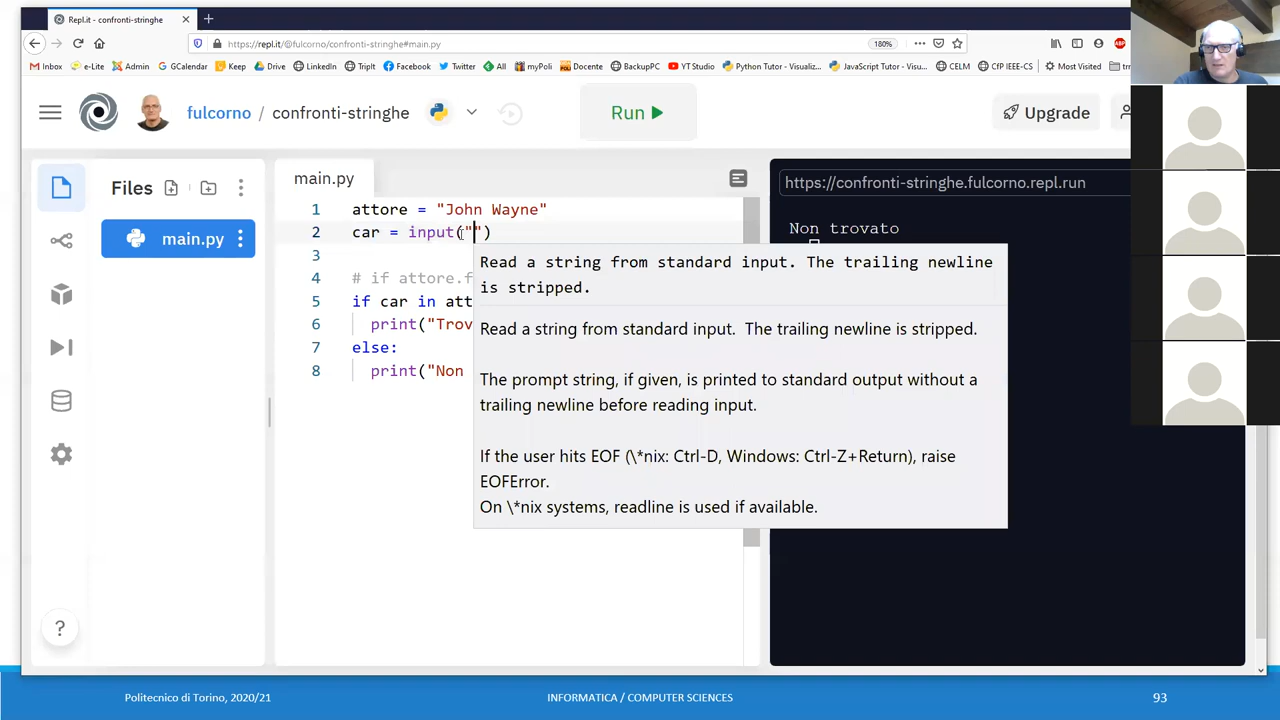 Repl.it - confronti-stringhe
https://repl.it/@fulcorno/confronti-stringhe#main.py
180%
Inbox e-Lite Admin GCalendar Keep Drive LinkedIn TripIt Facebook Twitter All myPoli Docente BackupPC YT Studio Python Tutor - Visualiz... JavaScript Tutor - Visu... CELM CfP IEEE-CS Most Visited
fulcorno / confronti-stringhe
Run
Upgrade
Files
main.py
main.py
1 attore = "John Wayne"
2 car = input("")
3
4 # if attore.f
5 if car in att
6 print("Trov
7 else:
8 print("Non
Read a string from standard input. The trailing newline
is stripped.
Read a string from standard input. The trailing newline is stripped.
The prompt string, if given, is printed to standard output without a
trailing newline before reading input.
If the user hits EOF (\*nix: Ctrl-D, Windows: Ctrl-Z+Return), raise
EOFError.
On \*nix systems, readline is used if available.
https://confronti-stringhe.fulcorno.repl.run
Non trovato
?
Politecnico di Torino, 2020/21
INFORMATICA / COMPUTER SCIENCES
93